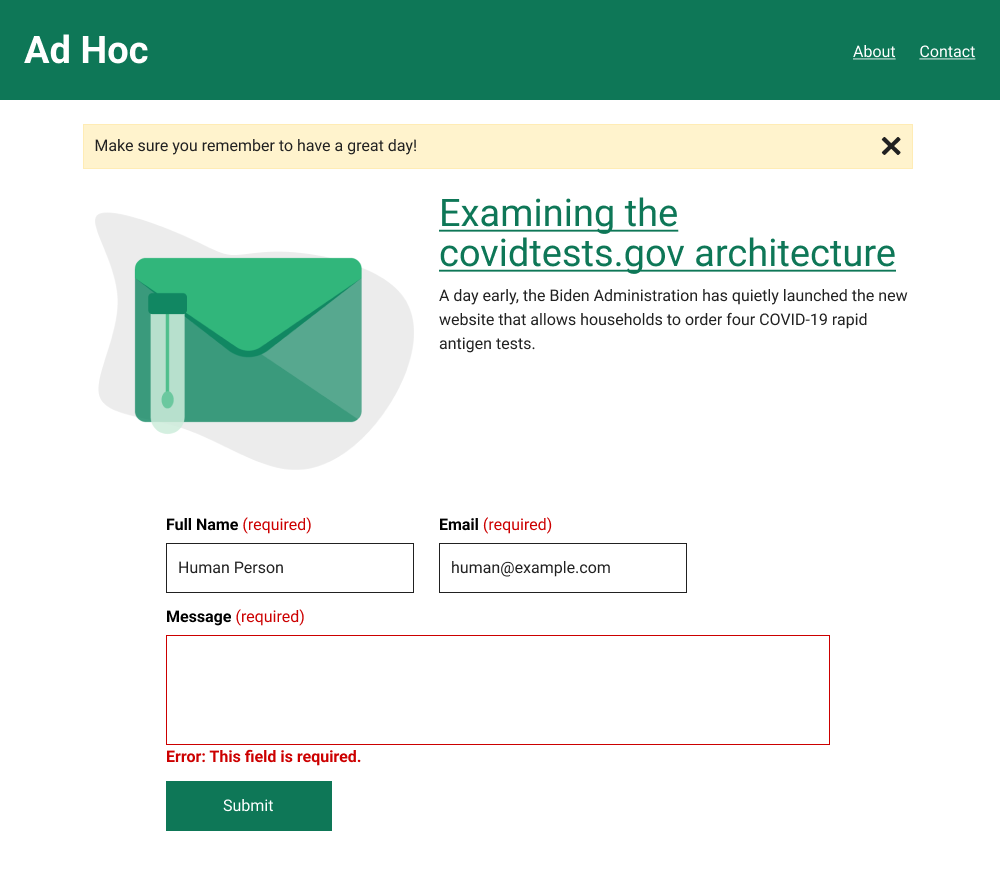 Ad Hoc
About Contact
Make sure you remember to have a great day!
Examining the
covidtests.gov architecture
A day early, the Biden Administration has quietly launched the new
website that allows households to order four COVID-19 rapid
antigen tests.
Full Name (required) Email (required)
Human Person human@example.com
Message (required)
Error: This field is required.
Submit